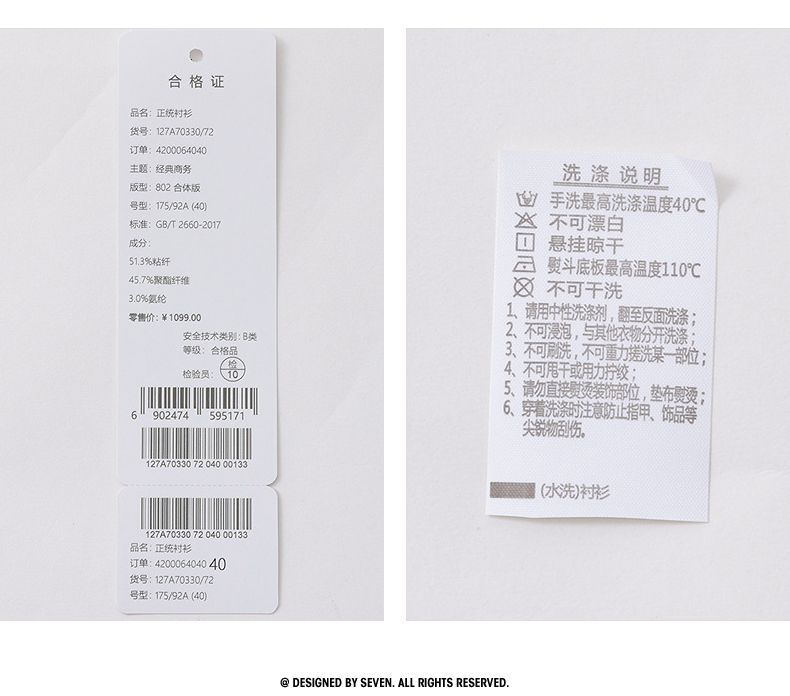 合格证
品名: 正统衬衫
货号: 127A70330/72
订单: 4200064040
主题: 经典商务
版型: 802 合体版
号型: 175/92A (40)
标准: GB/T 2660-2017
成分:
51.3%粘纤
45.7%聚酯纤维
3.0%氨纶
零售价: ¥1099.00
安全技术类别: B类
等级: 合格品
检验员: 检 10
6 902474 595171
127A70330 72 040 00133
127A70330 72 040 00133
品名: 正统衬衫
订单: 4200064040 40
货号: 127A70330/72
号型: 175/92A (40)
洗涤说明
手洗最高洗涤温度40℃
不可漂白
悬挂晾干
熨斗底板最高温度110℃
不可干洗
1、请用中性洗涤剂，翻至反面洗涤；
2、不可浸泡，与其他衣物分开洗涤；
3、不可刷洗，不可重力搓洗某一部位；
4、不可甩干或用力拧绞；
5、请勿直接熨烫装饰部位，垫布熨烫；
6、穿着洗涤时注意防止指甲、饰品等
尖锐物刮伤。
(水洗)衬衫
@ DESIGNED BY SEVEN. ALL RIGHTS RESERVED.